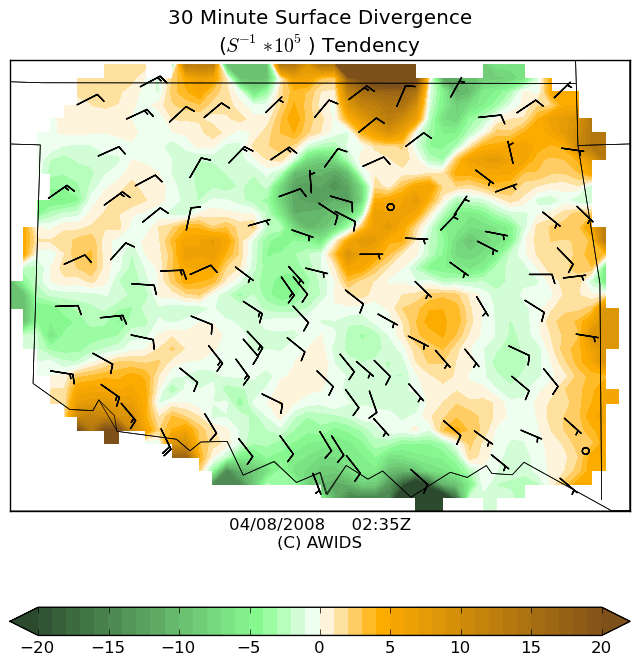 30 Minute Surface Divergence
(S⁻¹ * 10⁵ ) Tendency
04/08/2008 02:35Z
(C) AWIDS
−20 −15 −10 −5 0 5 10 15 20